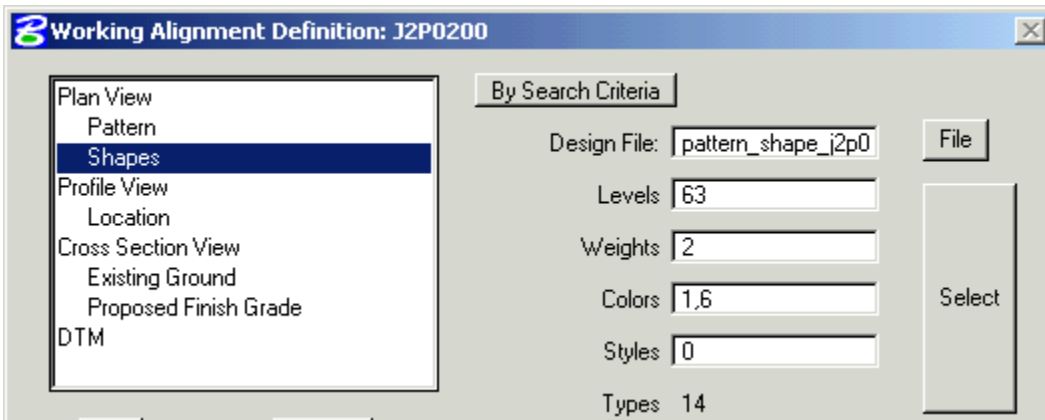 Working Alignment Definition: J2P0200
Plan View
Pattern
Shapes
Profile View
Location
Cross Section View
Existing Ground
Proposed Finish Grade
DTM
By Search Criteria
Design File: pattern_shape_j2p0 File
Levels 63
Weights 2
Colors 1,6
Select
Styles 0
Types 14